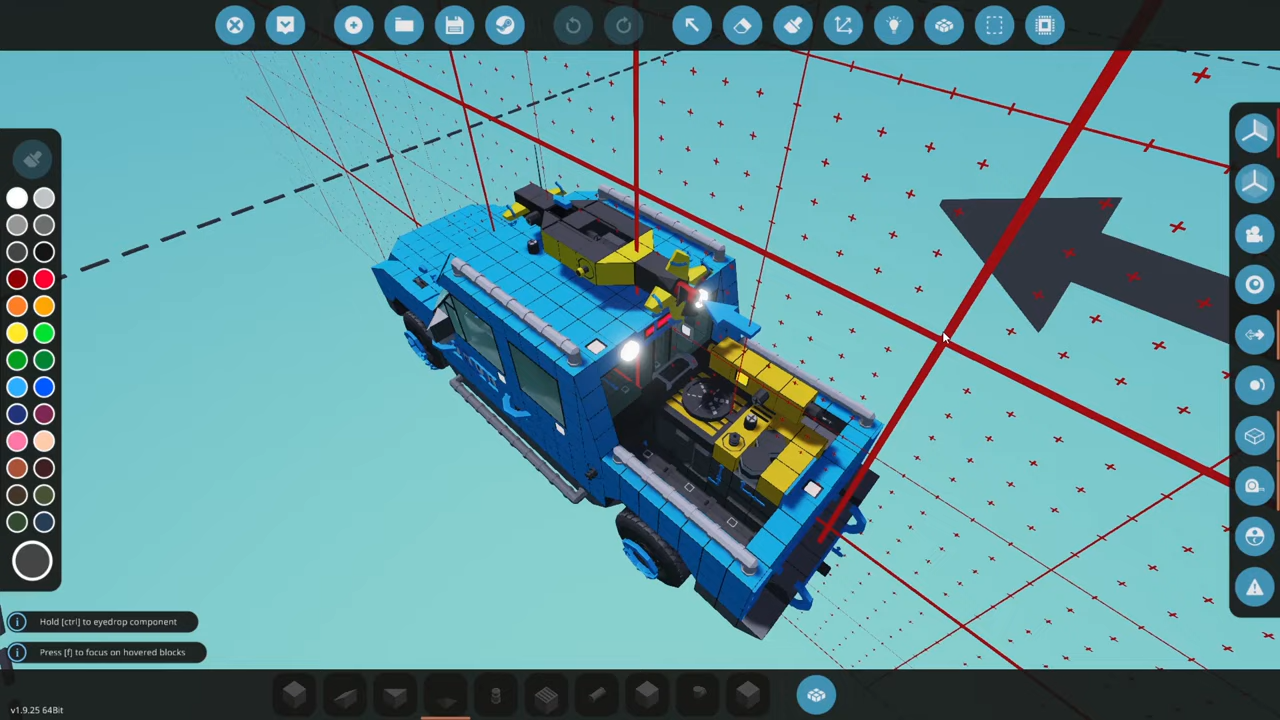 Hold [ctrl] to eyedrop component
Press [f] to focus on hovered blocks
v1.9.25 64Bit